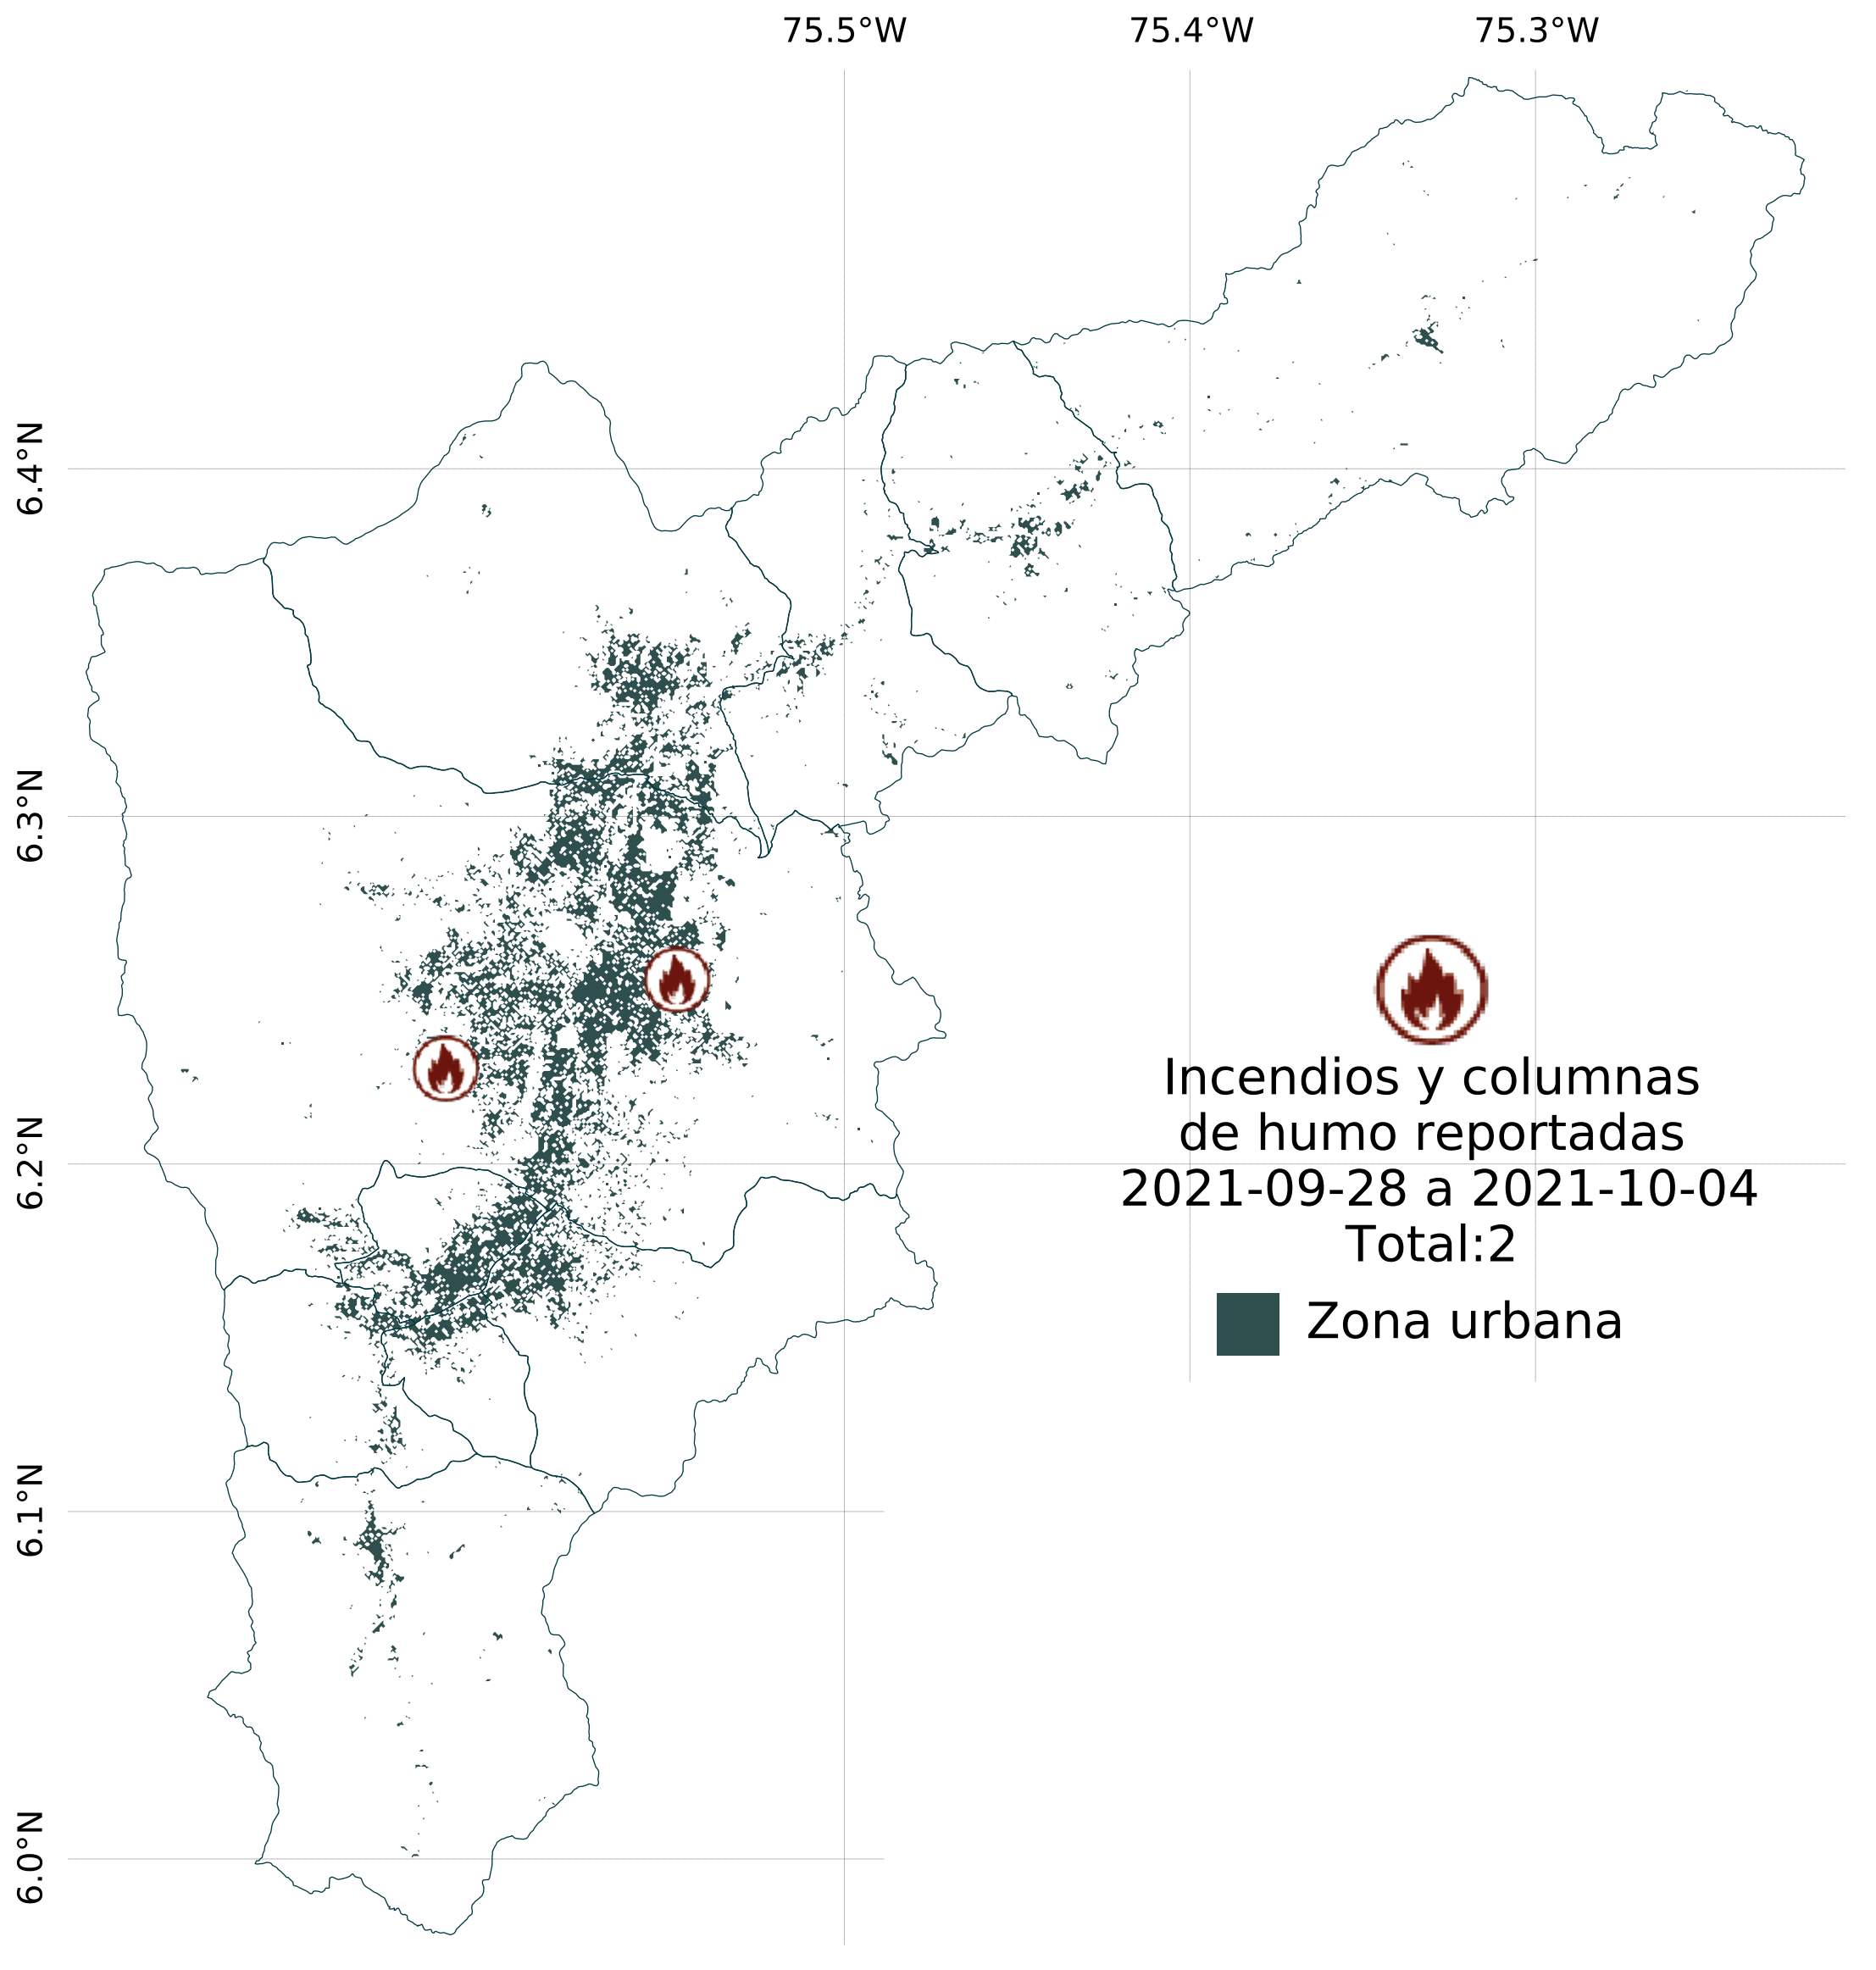 75.5°W 75.4°W 75.3°W
6.4°N
6.3°N
6.2°N
6.1°N
6.0°N
Incendios y columnas
de humo reportadas
2021-09-28 a 2021-10-04
Total:2
Zona urbana